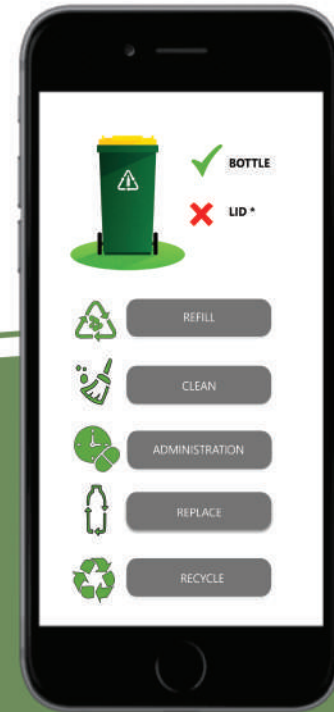 BOTTLE
LID *
REFILL
CLEAN
ADMINISTRATION
REPLACE
RECYCLE